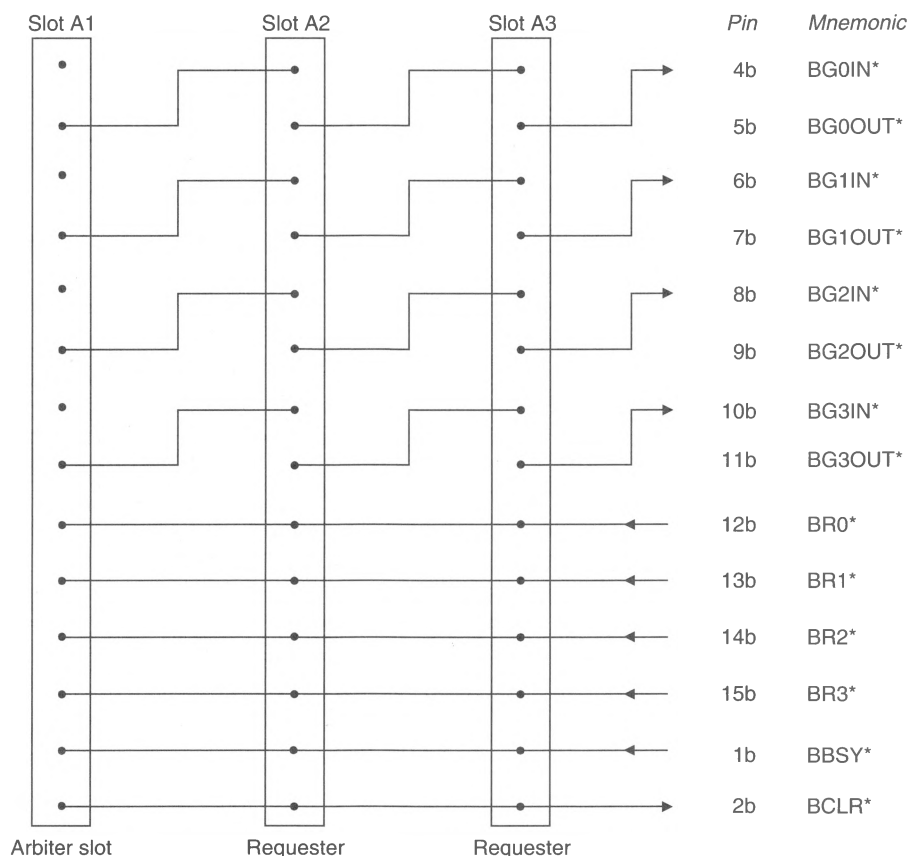 Slot A1 Slot A2 Slot A3 Pin Mnemonic
4b BG0IN*
5b BG0OUT*
6b BG1IN*
7b BG1OUT*
8b BG2IN*
9b BG2OUT*
10b BG3IN*
11b BG3OUT*
12b BR0*
13b BR1*
14b BR2*
15b BR3*
1b BBSY*
2b BCLR*
Arbiter slot Requester Requester